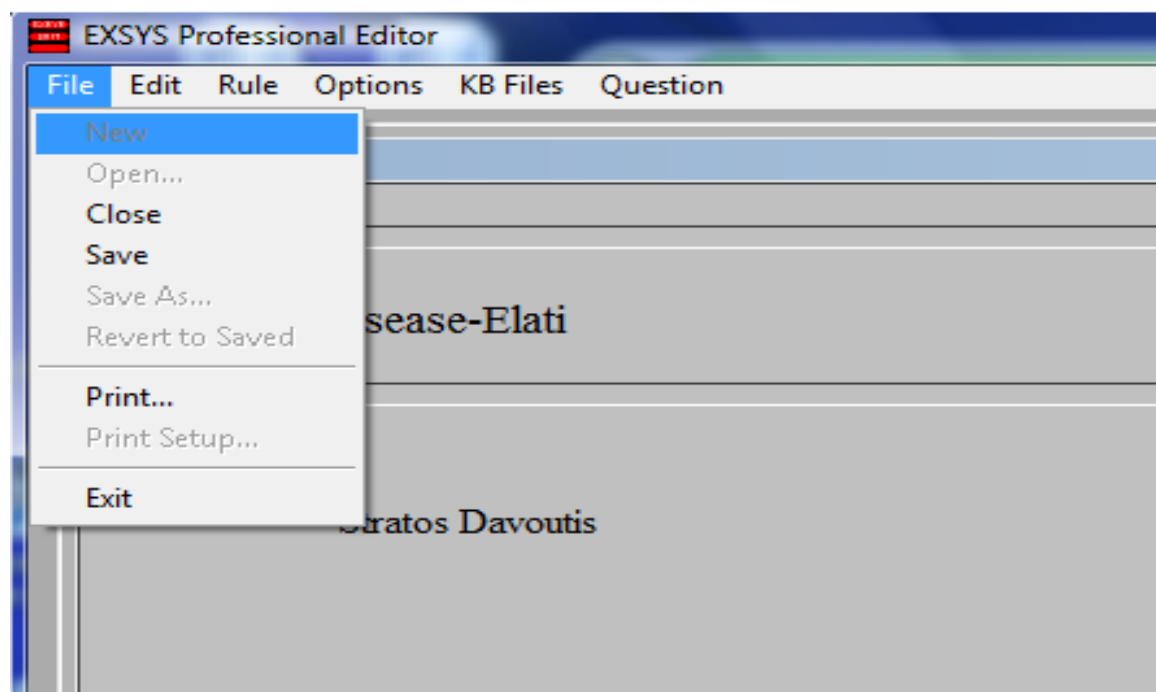 EXSYS Professional Editor
File Edit Rule Options KB Files Question
New
Open...
Close
Save
Save As...
Revert to Saved
Print...
Print Setup...
Exit
sease-Elati
Stratos Davoutis